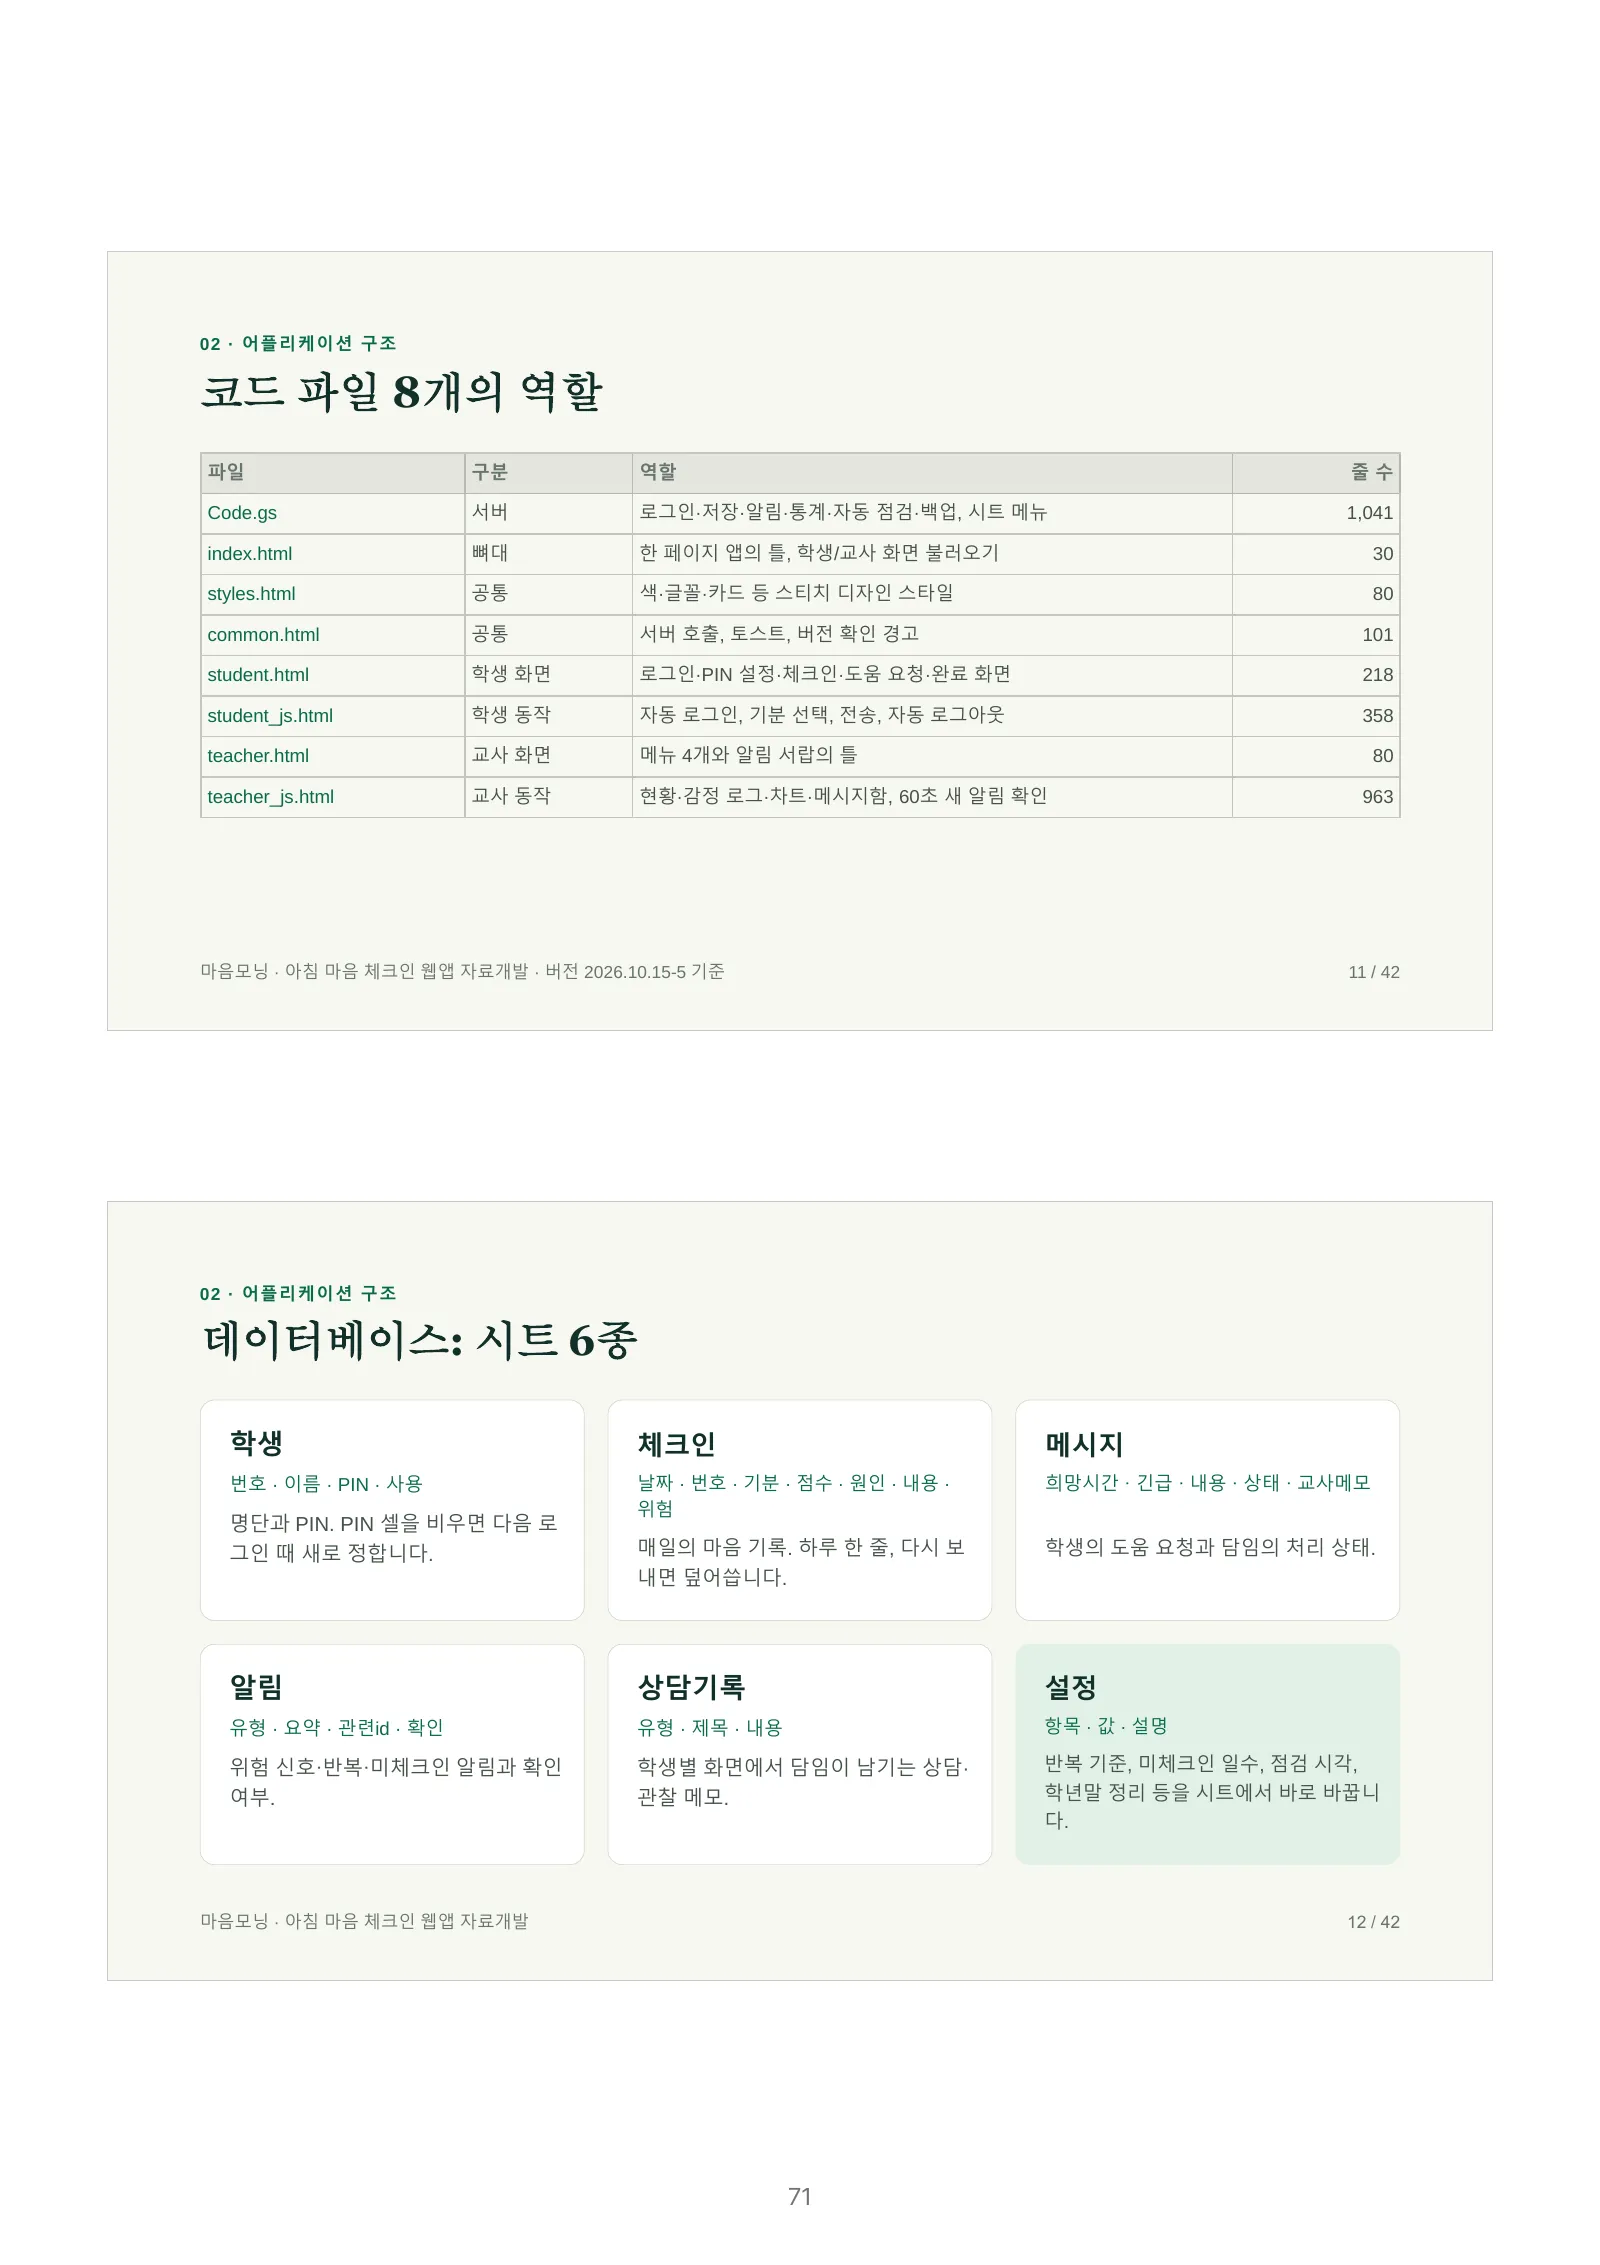 02 · 어플리케이션 구조
코드 파일 8개의 역할
파일 구분 역할 줄 수
Code.gs 서버 로그인·저장·알림·통계·자동 점검·백업, 시트 메뉴 1,041
index.html 뼈대 한 페이지 앱의 틀, 학생/교사 화면 불러오기 30
styles.html 공통 색·글꼴·카드 등 스티치 디자인 스타일 80
common.html 공통 서버 호출, 토스트, 버전 확인 경고 101
student.html 학생 화면 로그인·PIN 설정·체크인·도움 요청·완료 화면 218
student_js.html 학생 동작 자동 로그인, 기분 선택, 전송, 자동 로그아웃 358
teacher.html 교사 화면 메뉴 4개와 알림 서랍의 틀 80
teacher_js.html 교사 동작 현황·감정 로그·차트·메시지함, 60초 새 알림 확인 963
마음모닝 · 아침 마음 체크인 웹앱 자료개발 · 버전 2026.10.15-5 기준 11 / 42
02 · 어플리케이션 구조
데이터베이스: 시트 6종
학생
번호 · 이름 · PIN · 사용
명단과 PIN. PIN 셀을 비우면 다음 로
그인 때 새로 정합니다.
체크인
날짜 · 번호 · 기분 · 점수 · 원인 · 내용 ·
위험
매일의 마음 기록. 하루 한 줄, 다시 보
내면 덮어씁니다.
메시지
희망시간 · 긴급 · 내용 · 상태 · 교사메모
학생의 도움 요청과 담임의 처리 상태.
알림
유형 · 요약 · 관련id · 확인
위험 신호·반복·미체크인 알림과 확인
여부.
상담기록
유형 · 제목 · 내용
학생별 화면에서 담임이 남기는 상담·
관찰 메모.
설정
항목 · 값 · 설명
반복 기준, 미체크인 일수, 점검 시각,
학년말 정리 등을 시트에서 바로 바꿉니
다.
마음모닝 · 아침 마음 체크인 웹앱 자료개발 12 / 42
71